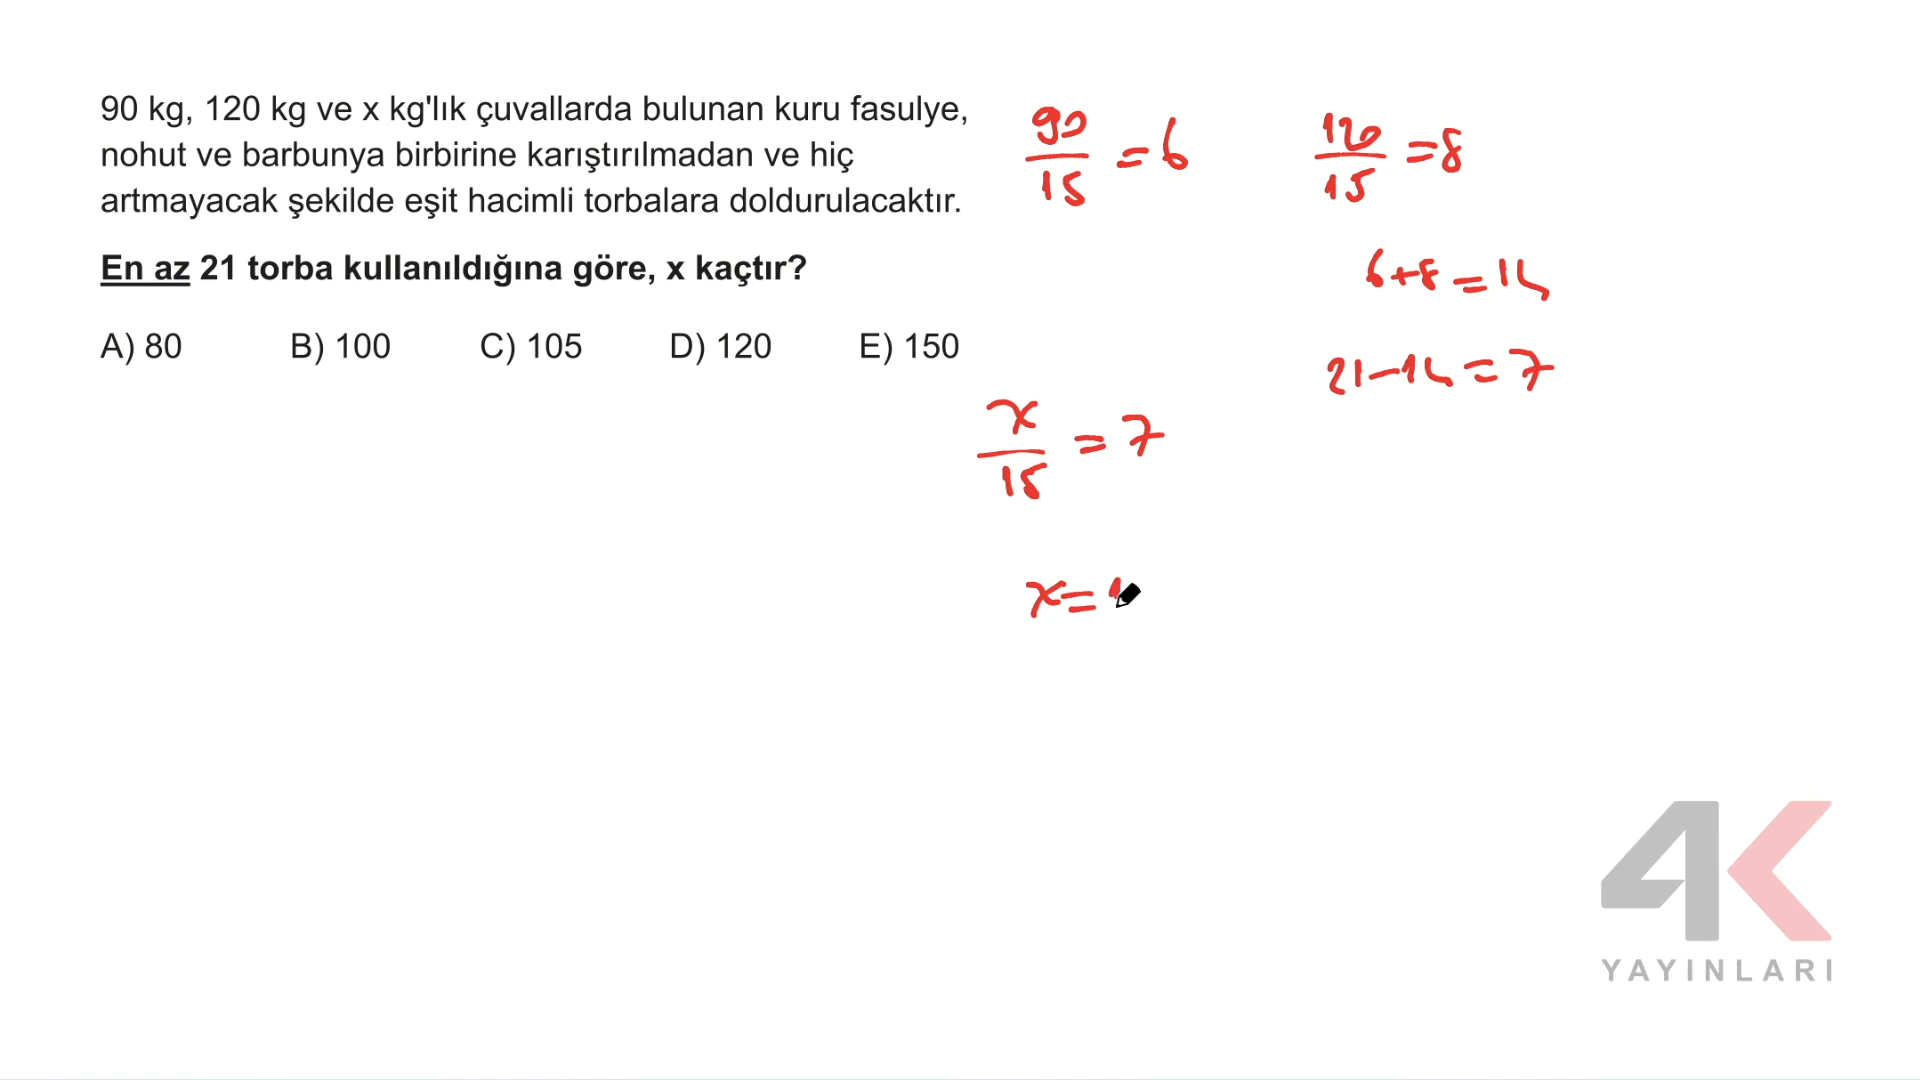 90 kg, 120 kg ve x kg'lık çuvallarda bulunan kuru fasulye,
nohut ve barbunya birbirine karıştırılmadan ve hiç
artmayacak şekilde eşit hacimli torbalara doldurulacaktır.
En az 21 torba kullanıldığına göre, x kaçtır?
A) 80 B) 100 C) 105 D) 120 E) 150
90/15 = 6 120/15 = 8
6+8=14
21-14=7
x/15 = 7
x=1
4K
YAYINLARI